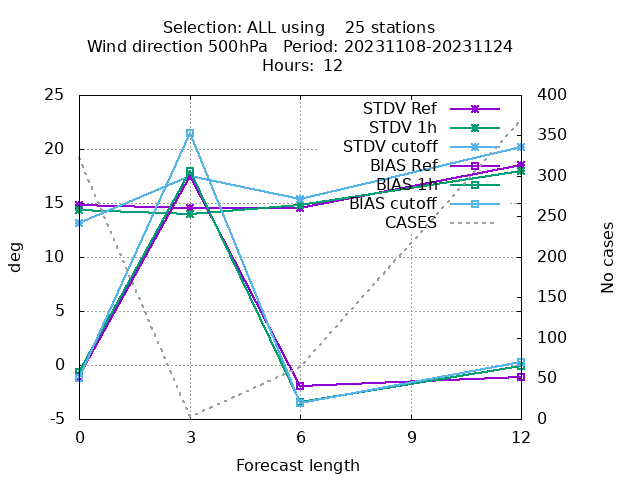 Selection: ALL using    25 stations
Wind direction 500hPa   Period: 20231108-20231124
Hours:  12
25
20
15
10
5
0
-5
deg
STDV Ref
STDV 1h
STDV cutoff
BIAS Ref
BIAS 1h
BIAS cutoff
CASES
400
350
300
250
200
150
100
50
0
No cases
0
3
6
9
12
Forecast length